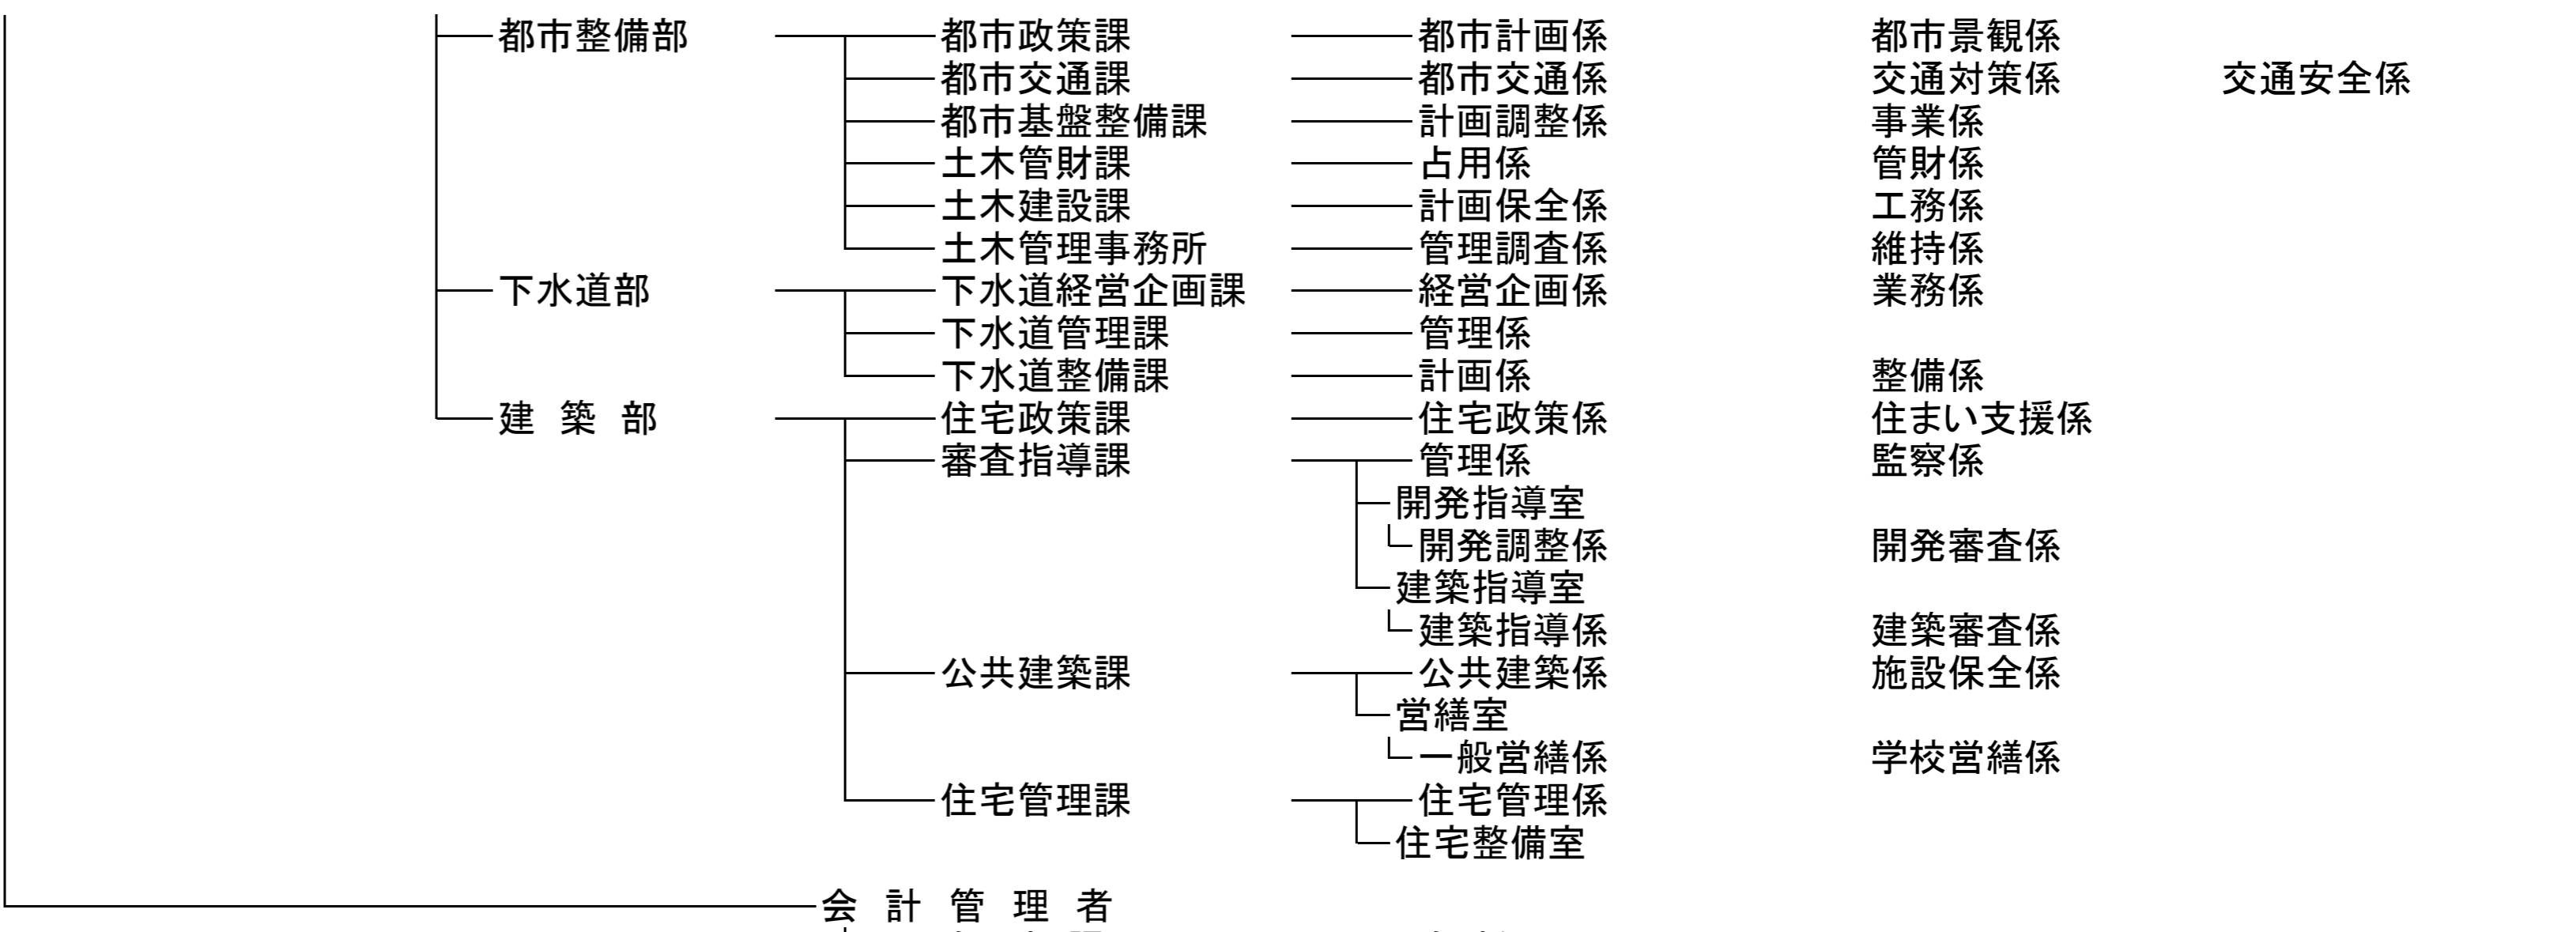 都市整備部 都市政策課 都市計画係 都市景観係
都市交通課 都市交通係 交通対策係 交通安全係
都市基盤整備課 計画調整係 事業係
土木管財課 占用係 管財係
土木建設課 計画保全係 工務係
土木管理事務所 管理調査係 維持係
下水道部 下水道経営企画課 経営企画係 業務係
下水道管理課 管理係
下水道整備課 計画係 整備係
建築部 住宅政策課 住宅政策係 住まい支援係
審査指導課 管理係 監察係
開発指導室
開発調整係 開発審査係
建築指導室
建築指導係 建築審査係
公共建築課 公共建築係 施設保全係
営繕室
一般営繕係 学校営繕係
住宅管理課 住宅管理係
住宅整備室
会計管理者